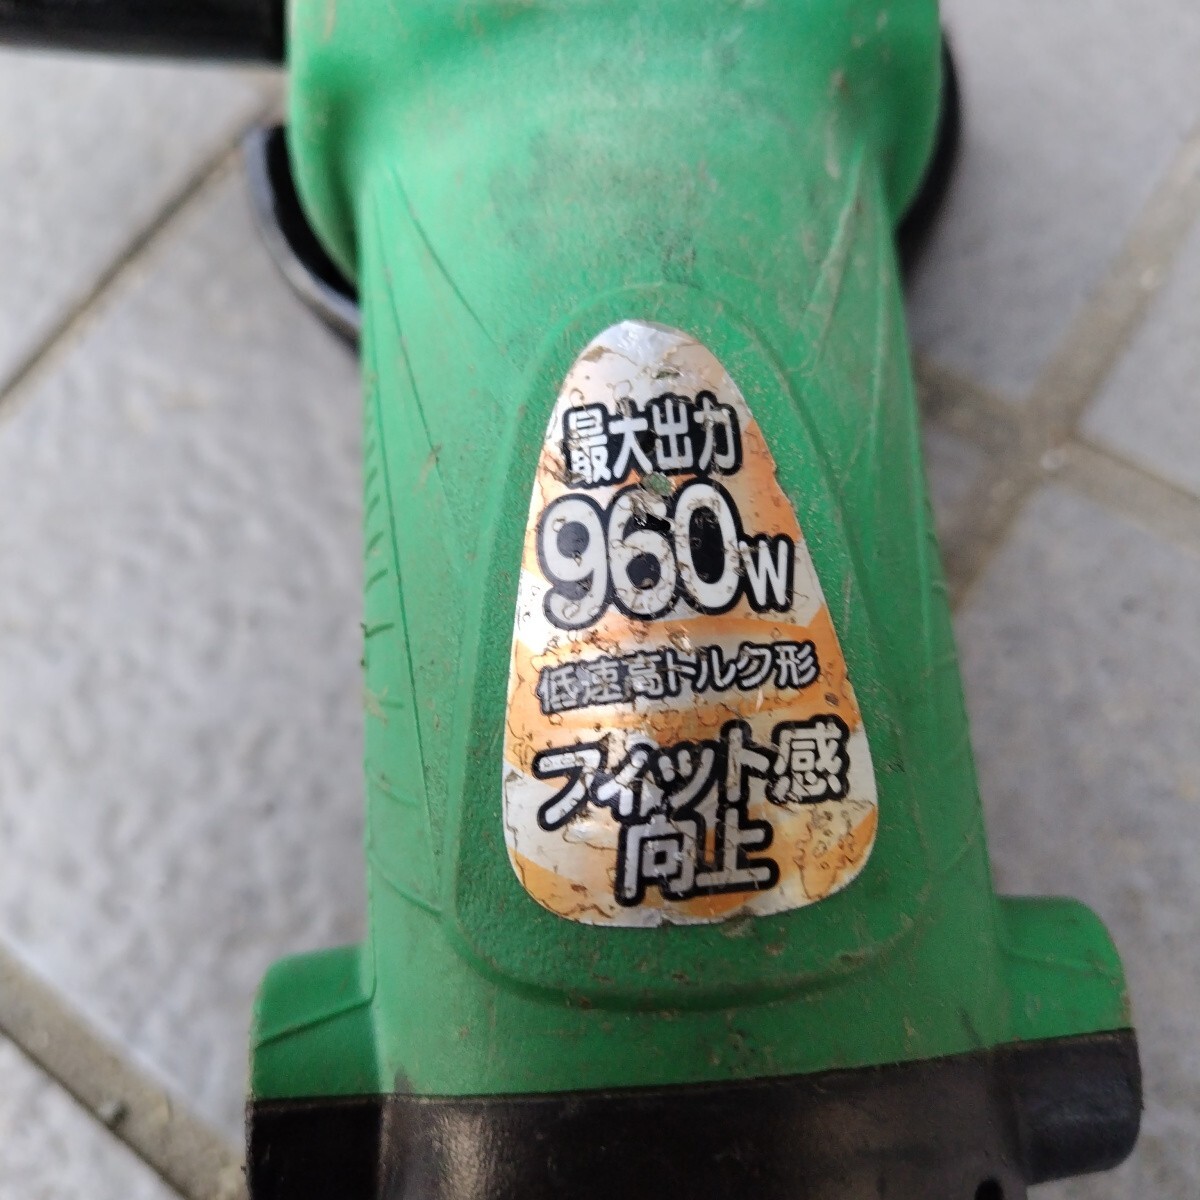 最大出力
960W
低速高トルク形
フィット感
向上